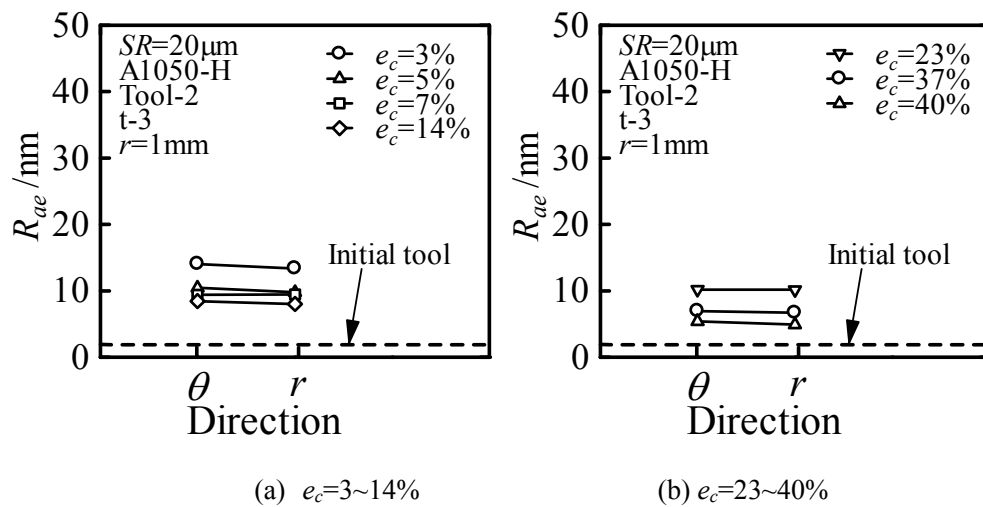 50
40
30
20
10
0
R_ae /nm
SR=20μm
A1050-H
Tool-2
t-3
r=1mm
e_c=3%
e_c=5%
e_c=7%
e_c=14%
Initial tool
θ r
Direction
(a) e_c=3~14%
50
40
30
20
10
0
R_ae /nm
SR=20μm
A1050-H
Tool-2
t-3
r=1mm
e_c=23%
e_c=37%
e_c=40%
Initial tool
θ r
Direction
(b) e_c=23~40%